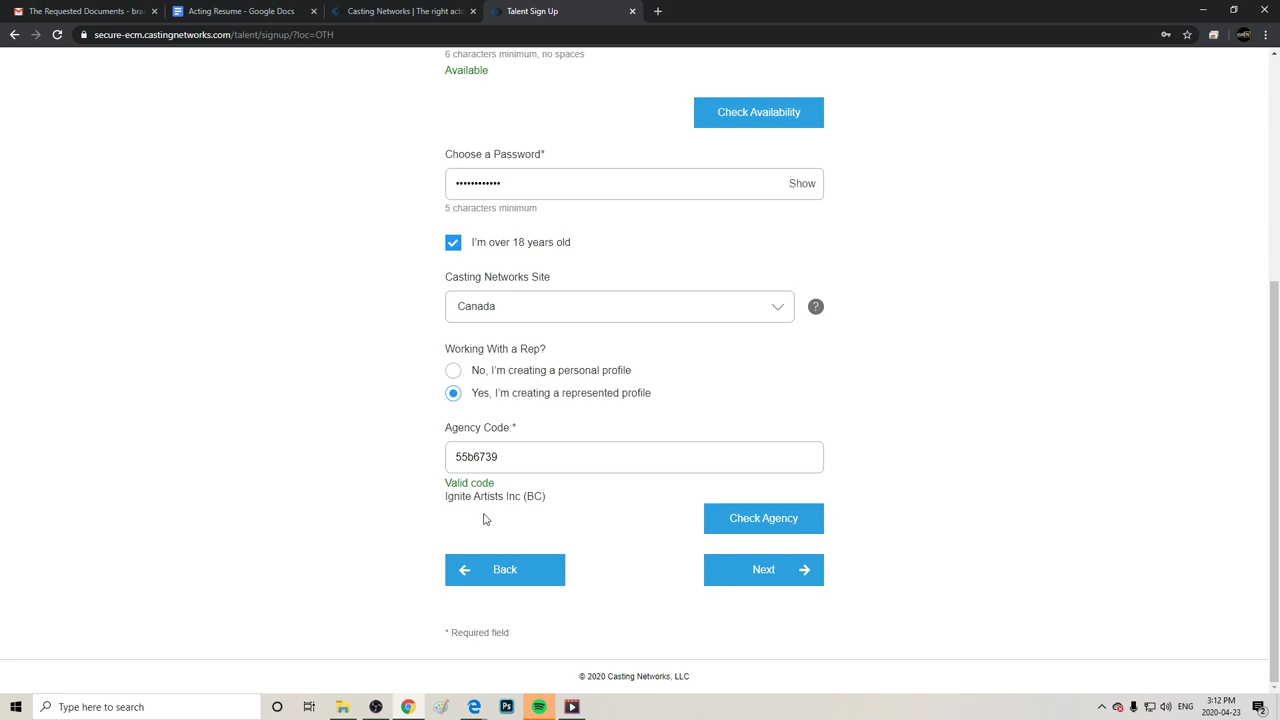 The Requested Documents - bra
Acting Resume - Google Docs
Casting Networks | The right acto
Talent Sign Up
secure-ecm.castingnetworks.com/talent/signup/?loc=OTH
6 characters minimum, no spaces
Available
Check Availability
Choose a Password*
•••••••••••• Show
5 characters minimum
I'm over 18 years old
Casting Networks Site
Canada
?
Working With a Rep?
No, I'm creating a personal profile
Yes, I'm creating a represented profile
Agency Code:*
55b6739
Valid code
Ignite Artists Inc (BC)
Check Agency
Back
Next
* Required field
© 2020 Casting Networks, LLC
Type here to search
Ps
ENG
3:12 PM
2020-04-23